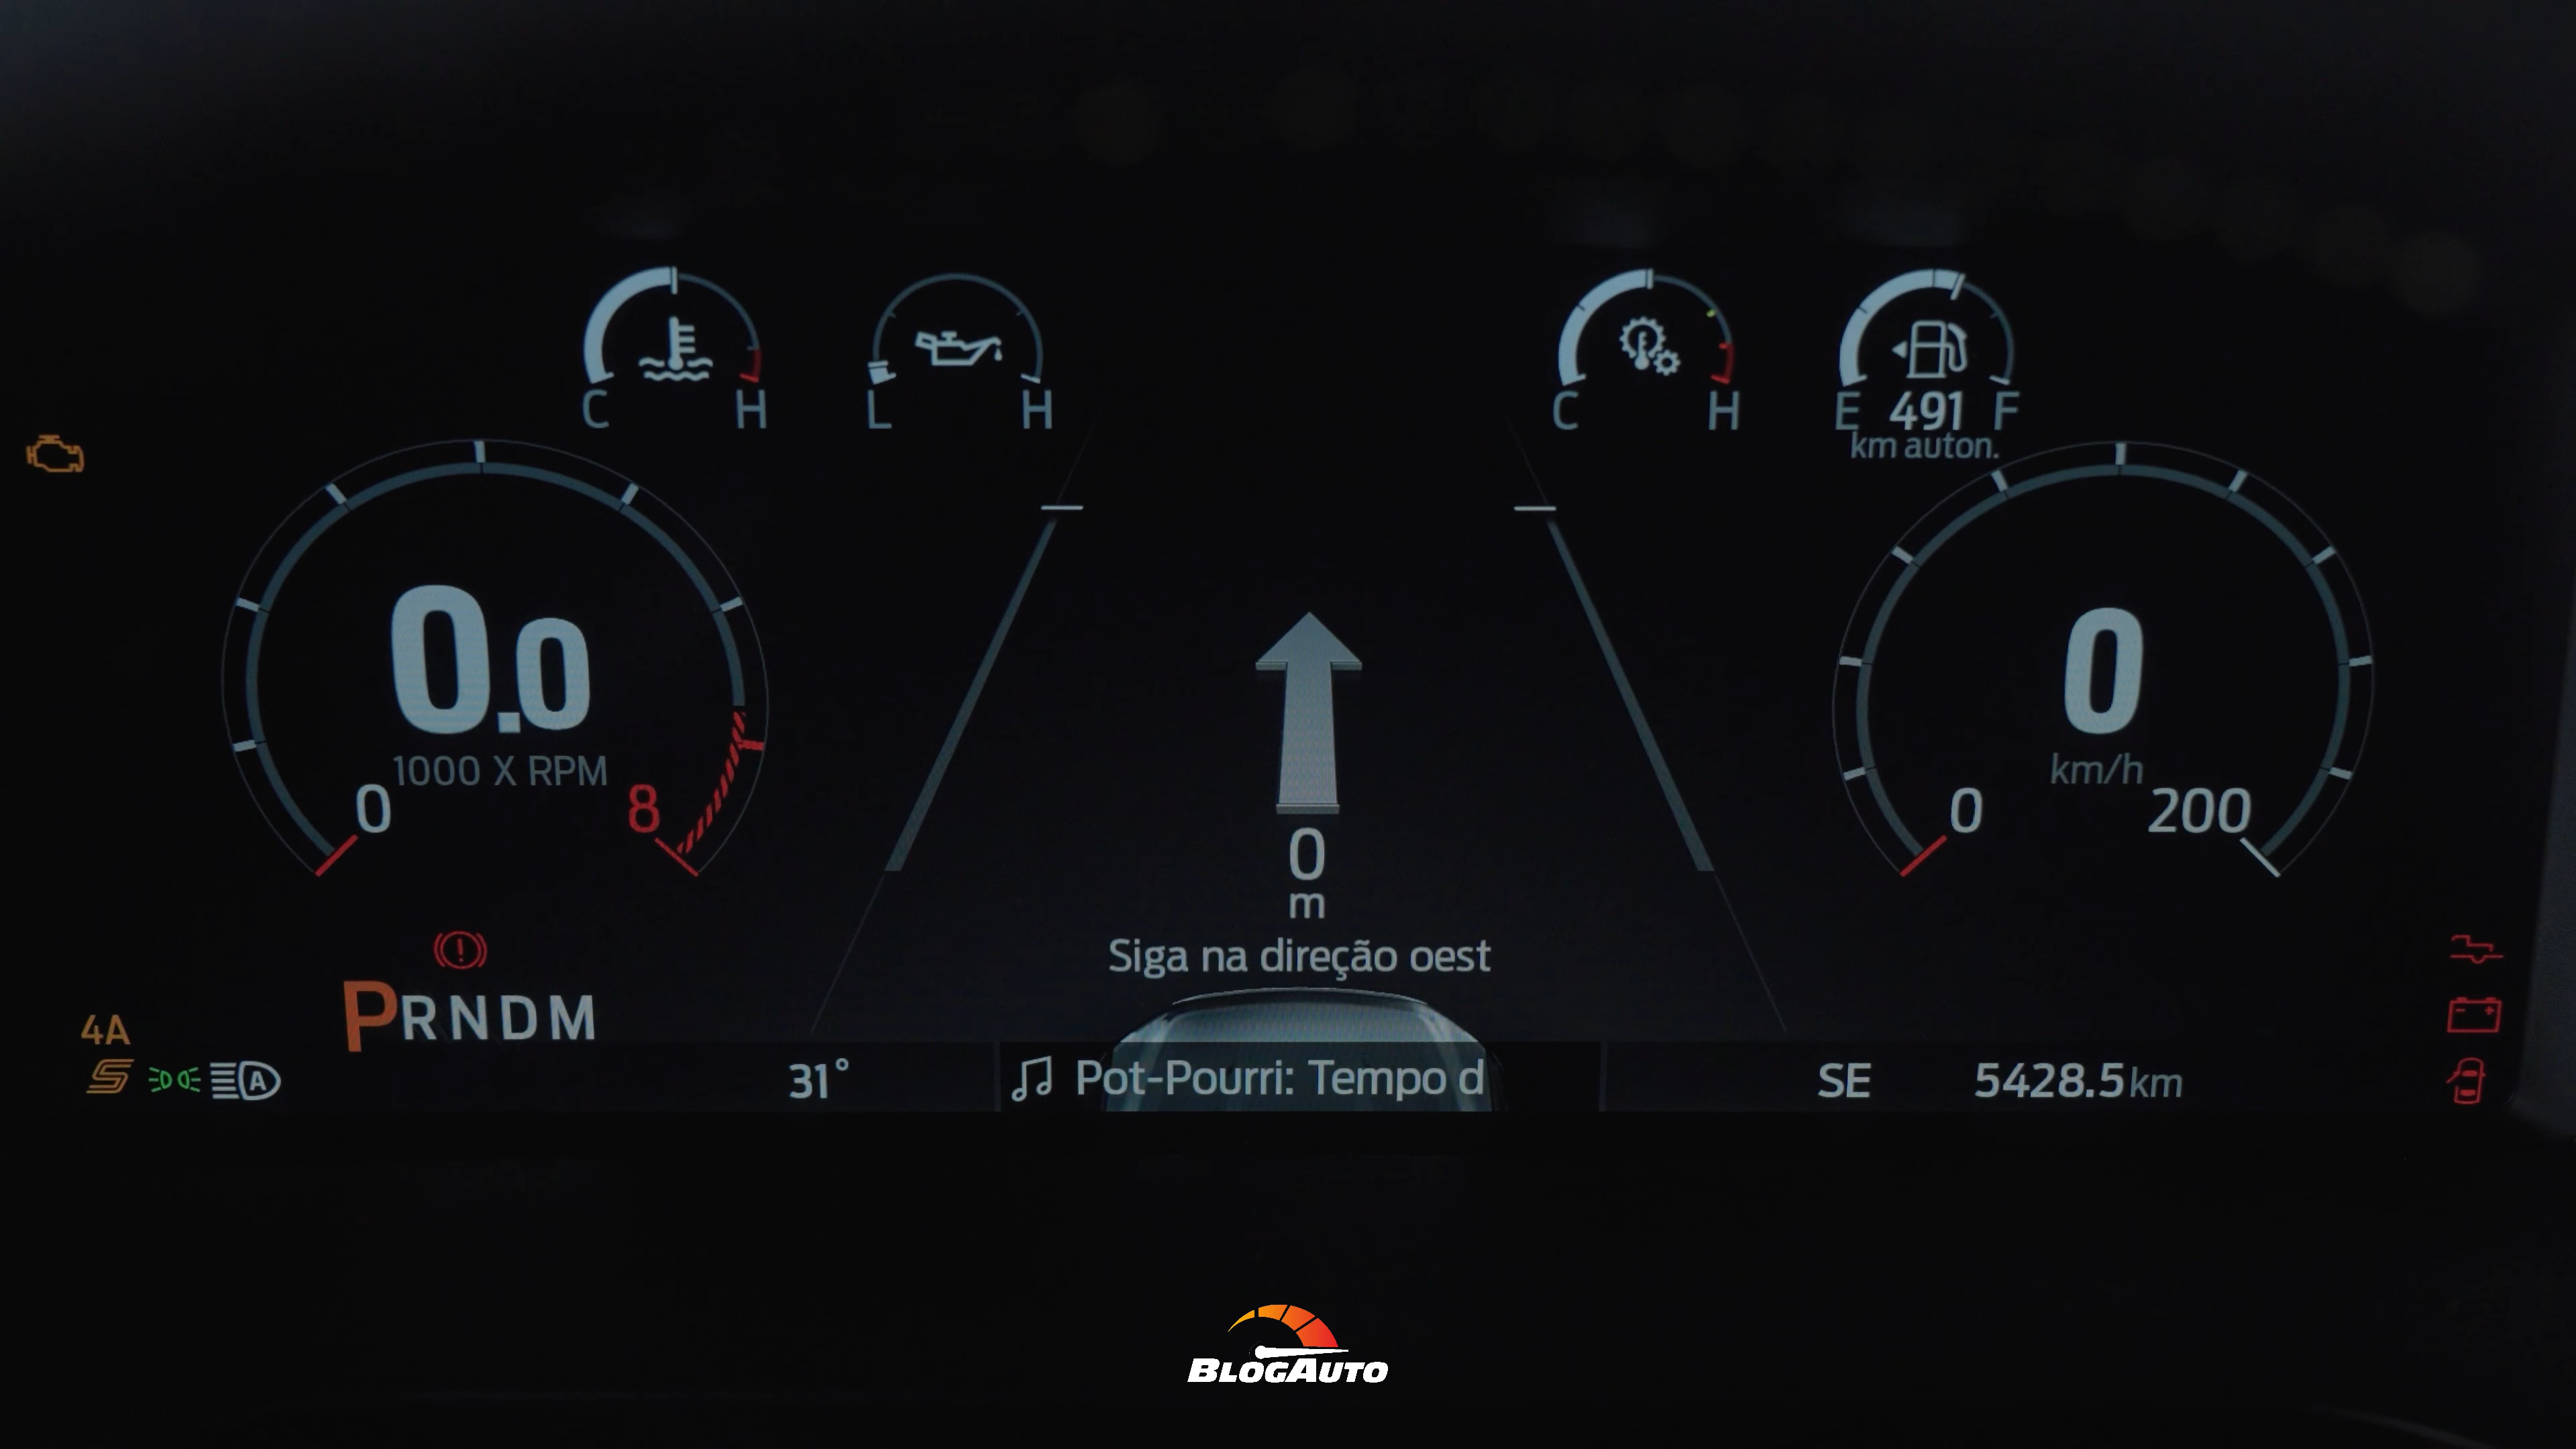 C H
L H
C H
E 491 F
km auton.
0.0
1000 X RPM
0 8
0
km/h
0 200
0
m
Siga na direção oest
PRNDM
4A
A
31°
Pot-Pourri: Tempo d
SE
5428.5 km
BLOGAUTO